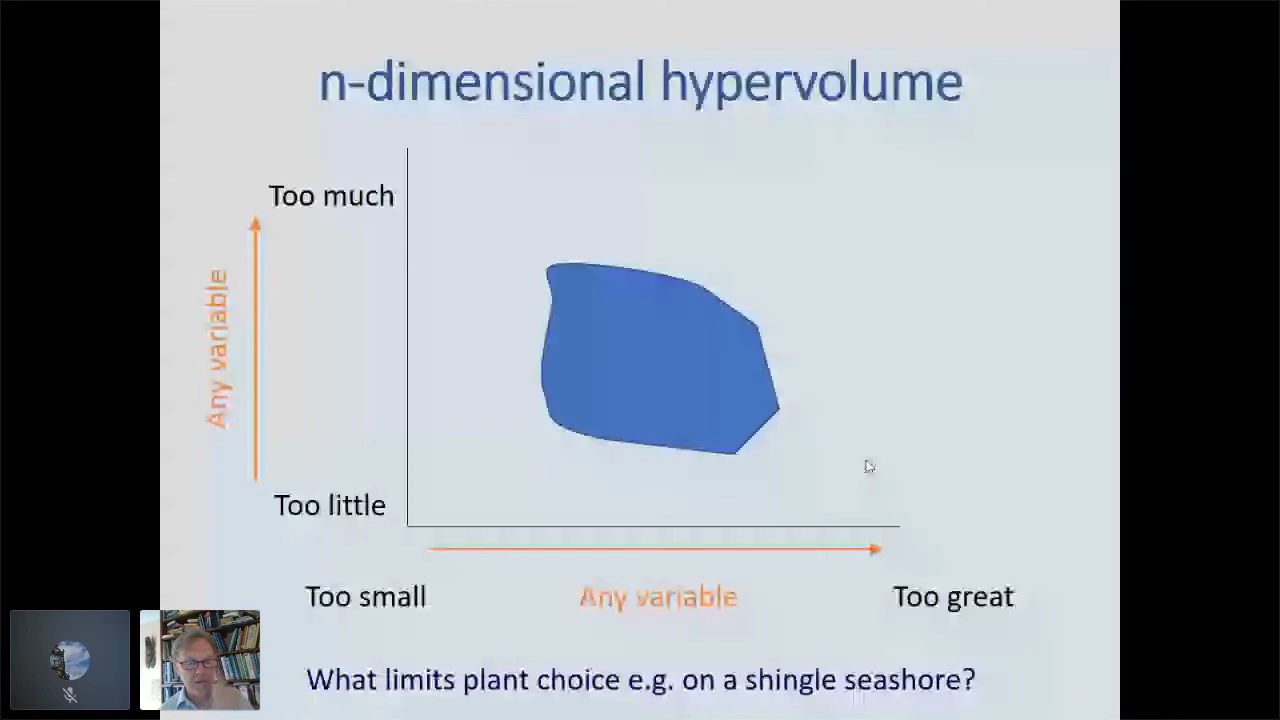 n-dimensional hypervolume
Too much
Any variable
Too little
Too small
Any variable
Too great
What limits plant choice e.g. on a shingle seashore?